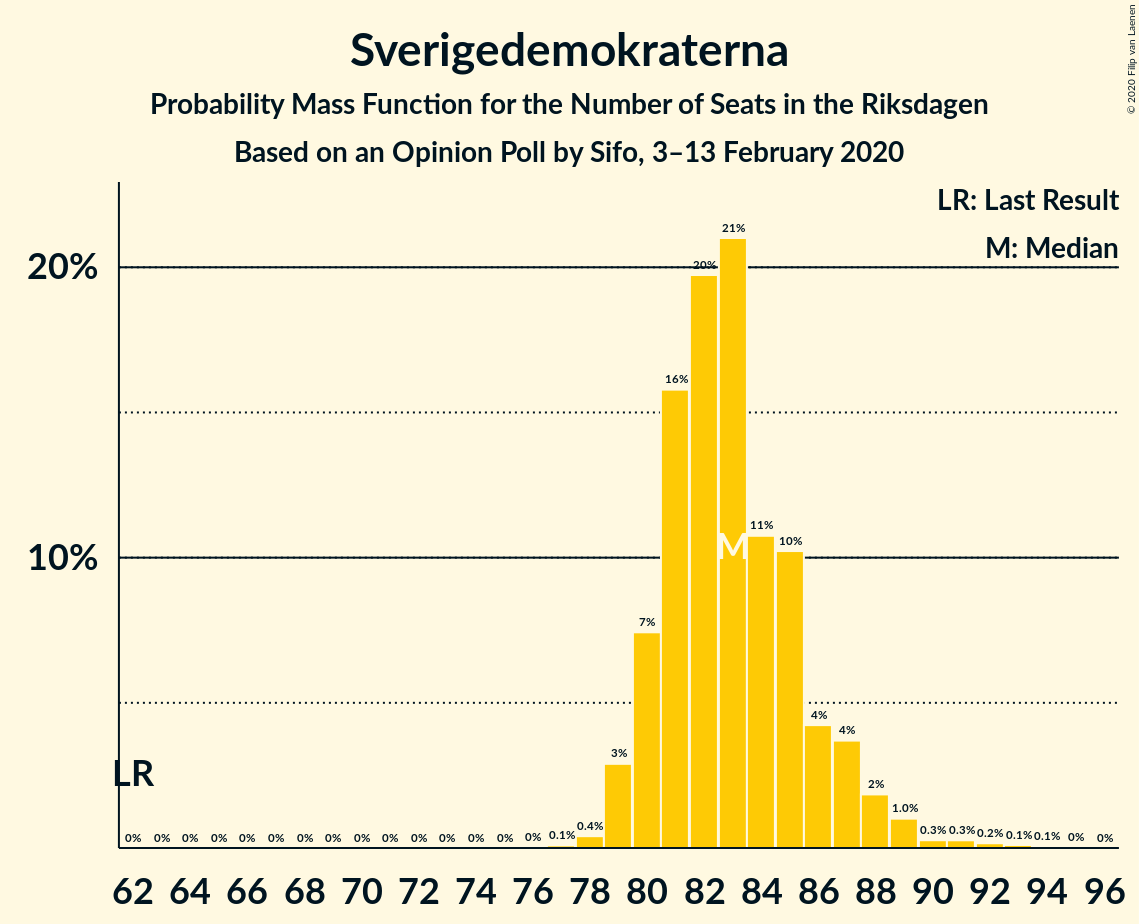 Sverigedemokraterna
Probability Mass Function for the Number of Seats in the Riksdagen
Based on an Opinion Poll by Sifo, 3–13 February 2020
© 2020 Filip van Laenen
LR: Last Result
M: Median
20%
10%
LR
M
0% 0% 0% 0% 0% 0% 0% 0% 0% 0% 0% 0% 0% 0% 0% 0.1% 0.4% 3% 7% 16% 20% 21% 11% 10% 4% 4% 2% 1.0% 0.3% 0.3% 0.2% 0.1% 0.1% 0% 0%
62 64 66 68 70 72 74 76 78 80 82 84 86 88 90 92 94 96